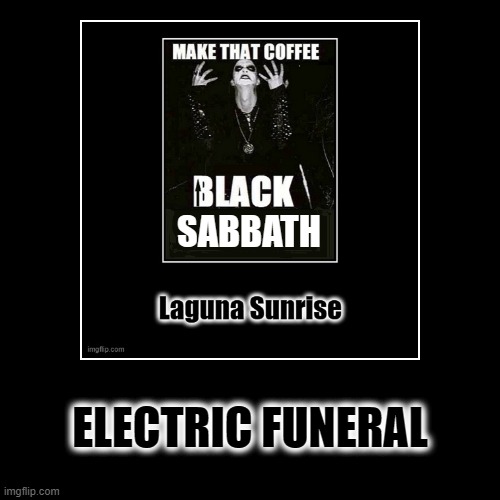 MAKE THAT COFFEE
BLACK
SABBATH
Laguna Sunrise
imgflip.com
ELECTRIC FUNERAL
imgflip.com